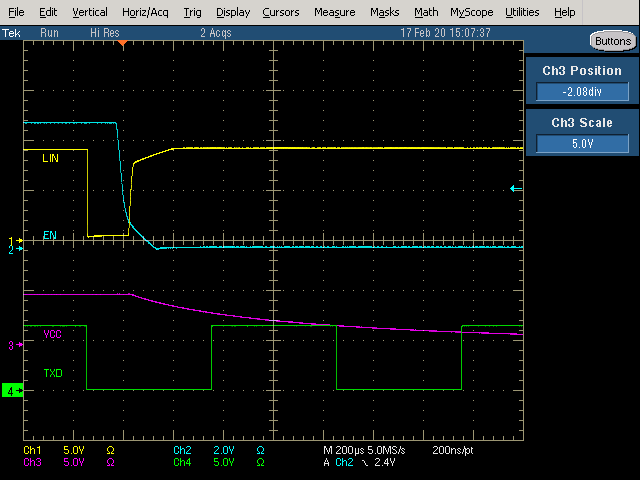 File Edit Vertical Horiz/Acq Trig Display Cursors Measure Masks Math MyScope Utilities Help
Tek Run Hi Res 2 Acqs 17 Feb 20 15:07:37
Buttons
Ch3 Position
-2.08div
Ch3 Scale
5.0V
LIN
EN
1
2
VCC
3
TXD
4
Ch1 5.0V Ω Ch2 2.0V Ω M 200µs 5.0MS/s 200ns/pt
Ch3 5.0V Ω Ch4 5.0V Ω A Ch2 ↘ 2.4V